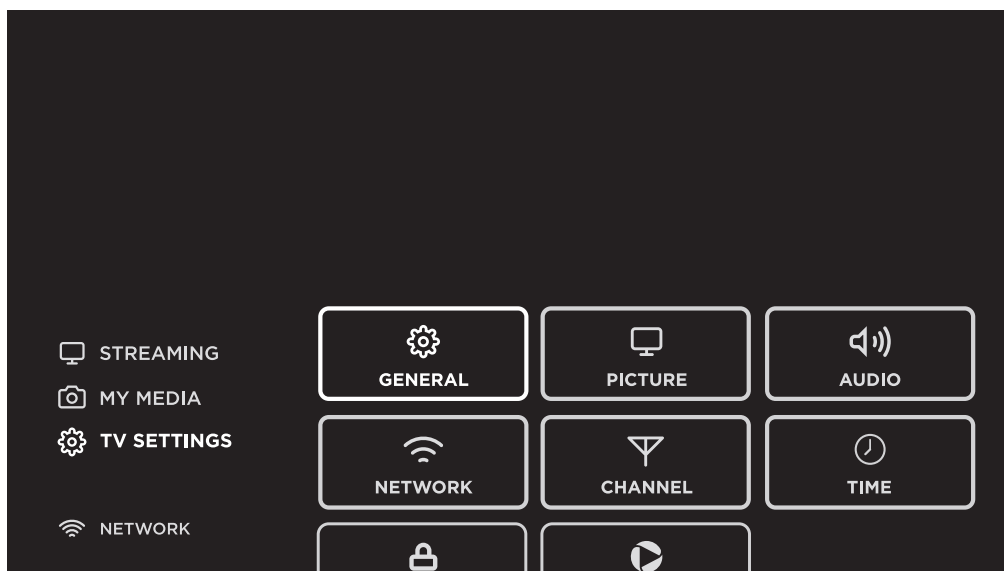 STREAMING
MY MEDIA
TV SETTINGS
NETWORK
GENERAL
PICTURE
AUDIO
NETWORK
CHANNEL
TIME